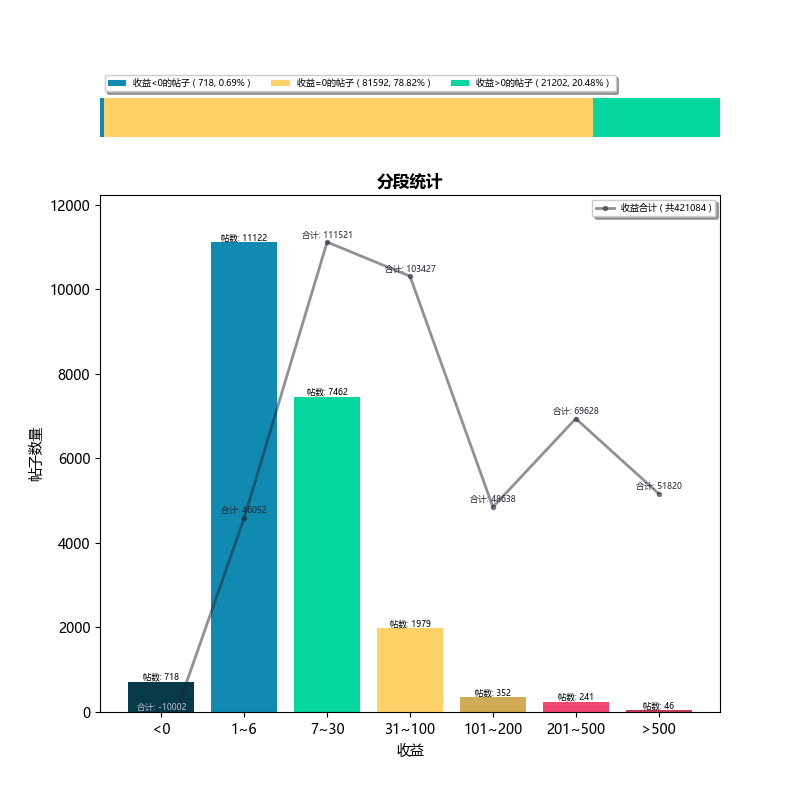 收益<0的帖子 ( 718, 0.69% ) 收益=0的帖子 ( 81592, 78.82% ) 收益>0的帖子 ( 21202, 20.48% )
分段统计
收益合计 ( 共421084 )
12000
10000
8000
6000
4000
2000
0
帖子数量
帖数: 718
帖数: 11122
帖数: 7462
帖数: 1979
帖数: 352
帖数: 241
帖数: 46
合计: -10002
合计: 46052
合计: 111521
合计: 103427
合计: 48638
合计: 69628
合计: 51820
<0 1~6 7~30 31~100 101~200 201~500 >500
收益